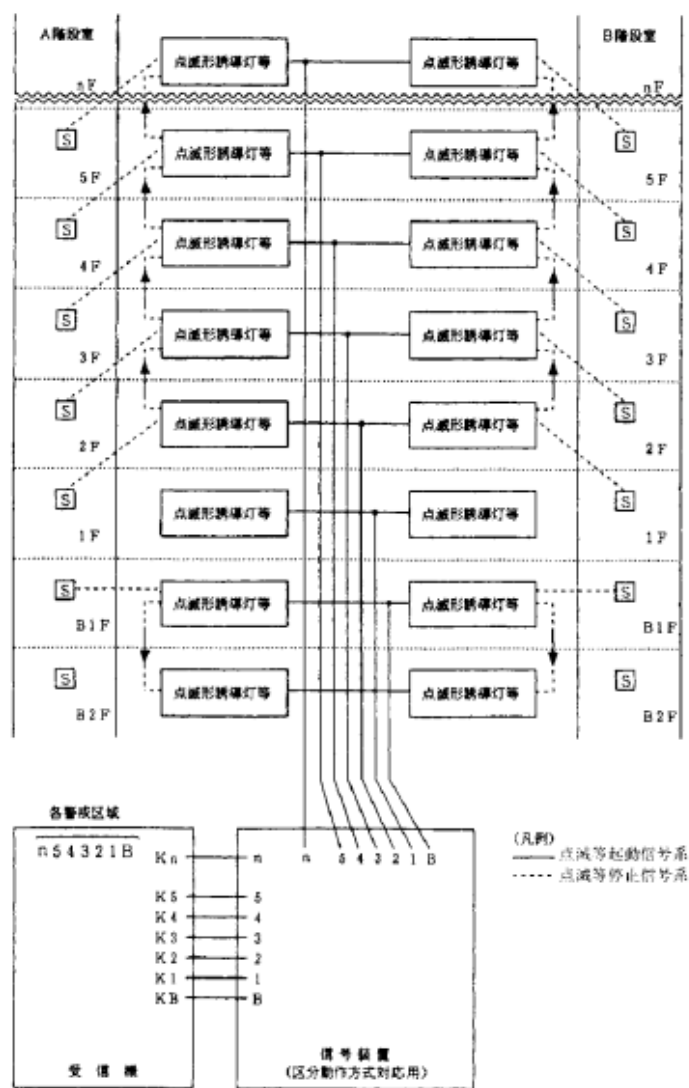 A階段室 点滅形誘導灯等 点滅形誘導灯等 B階段室
nF nF
S 点滅形誘導灯等 点滅形誘導灯等 S
5F 5F
S 点滅形誘導灯等 点滅形誘導灯等 S
4F 4F
S 点滅形誘導灯等 点滅形誘導灯等 S
3F 3F
S 点滅形誘導灯等 点滅形誘導灯等 S
2F 2F
S 点滅形誘導灯等 点滅形誘導灯等 S
1F 1F
S 点滅形誘導灯等 点滅形誘導灯等 S
B1F B1F
S 点滅形誘導灯等 点滅形誘導灯等 S
B2F B2F
各警戒区域
n54321B
Kn n n 5 4 3 2 1 B
K5 5
K4 4
K3 3
K2 2
K1 1
KB B
受信機
信号装置
(区分動作方式対応用)
(凡例)
点滅等起動信号系
点滅等停止信号系